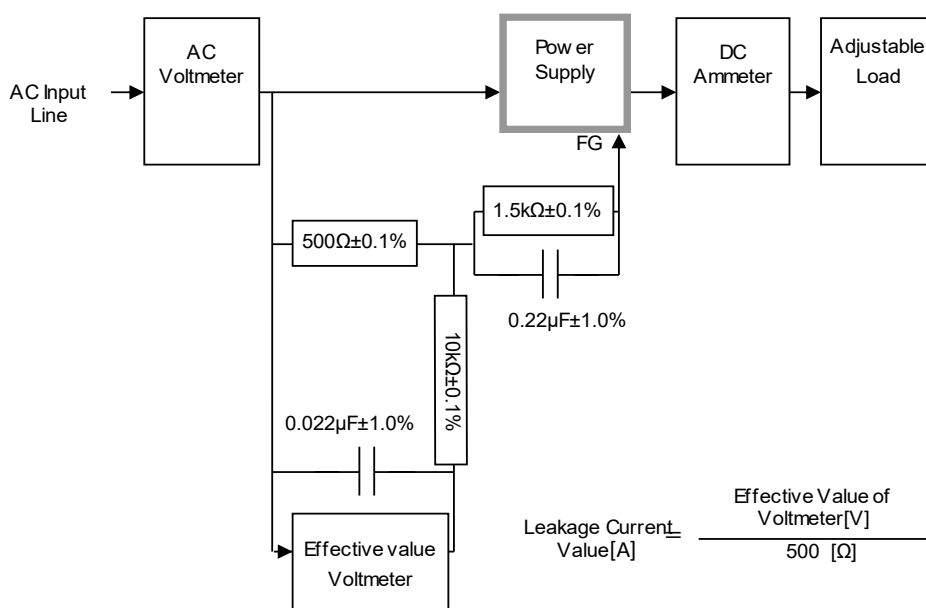 AC
Voltmeter
Power
Supply
DC
Ammeter
Adjustable
Load
AC Input
Line
FG
1.5kΩ±0.1%
500Ω±0.1%
0.22µF±1.0%
10kΩ±0.1%
0.022µF±1.0%
Effective value
Voltmeter
Leakage Current
Value[A]
=
Effective Value of
Voltmeter[V]
500 [Ω]